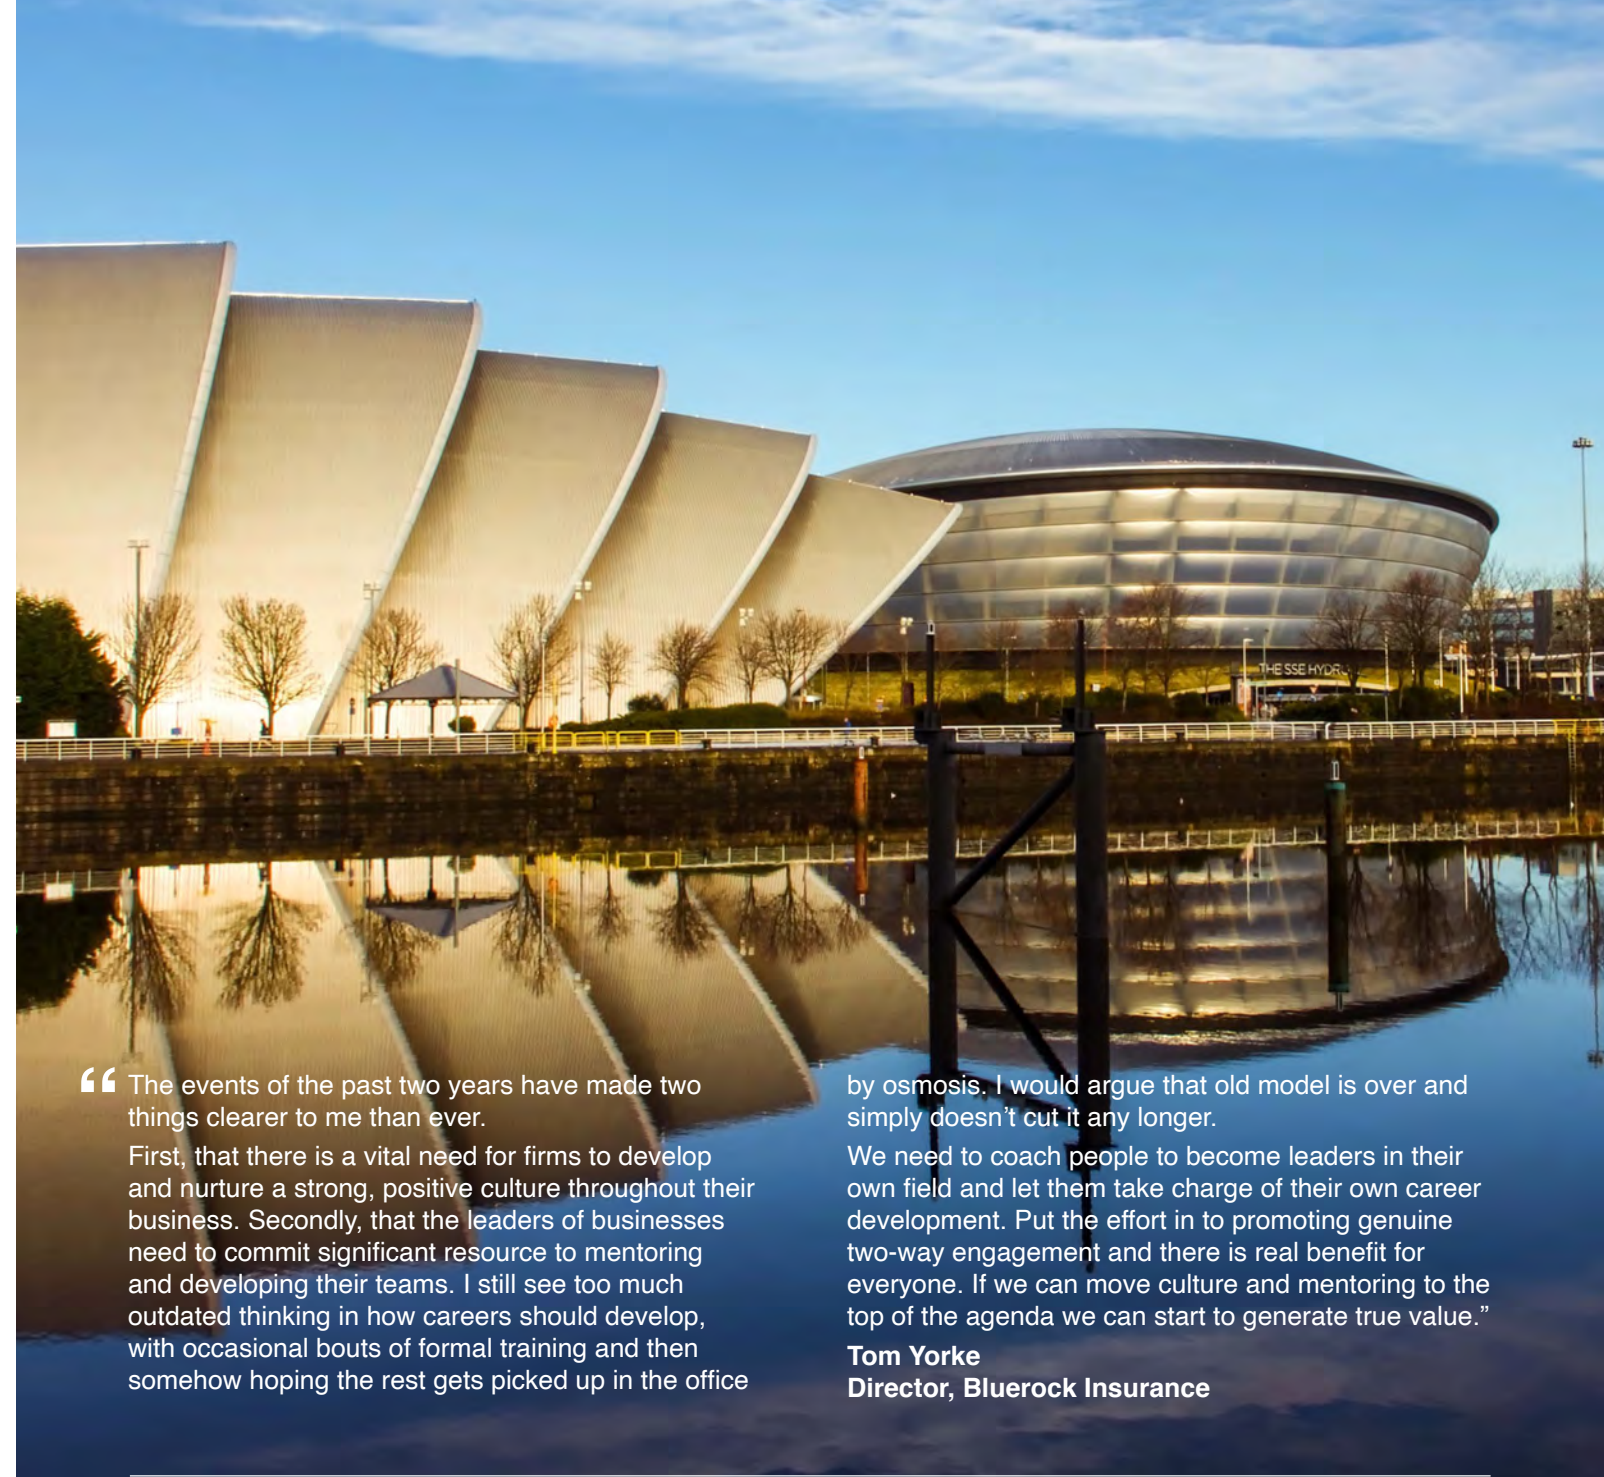 THE SSE HYDRO
“ The events of the past two years have made two
things clearer to me than ever.
First, that there is a vital need for firms to develop
and nurture a strong, positive culture throughout their
business. Secondly, that the leaders of businesses
need to commit significant resource to mentoring
and developing their teams. I still see too much
outdated thinking in how careers should develop,
with occasional bouts of formal training and then
somehow hoping the rest gets picked up in the office
by osmosis. I would argue that old model is over and
simply doesn’t cut it any longer.
We need to coach people to become leaders in their
own field and let them take charge of their own career
development. Put the effort in to promoting genuine
two-way engagement and there is real benefit for
everyone. If we can move culture and mentoring to the
top of the agenda we can start to generate true value.”
Tom Yorke
Director, Bluerock Insurance